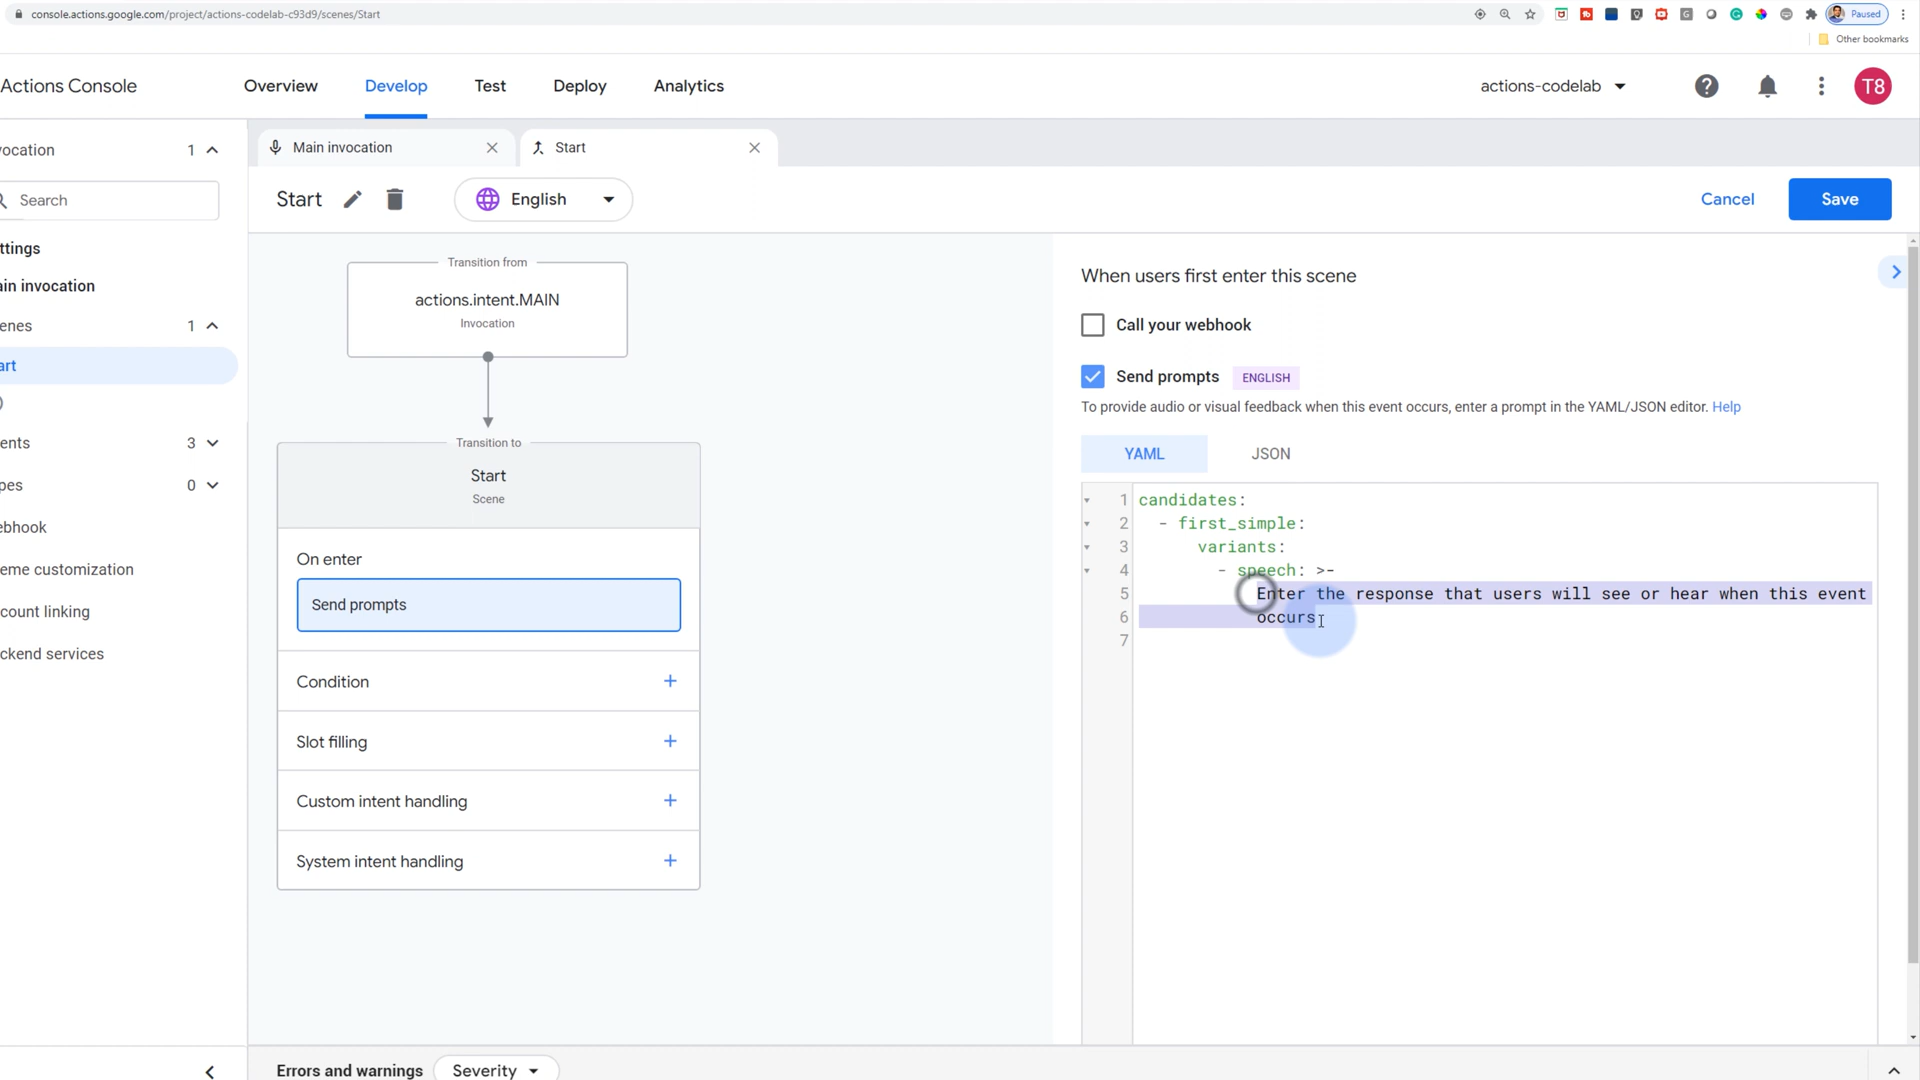 console.actions.google.com/project/actions-codelab-c93d9/scenes/Start
Paused
Other bookmarks
Actions Console
Overview
Develop
Test
Deploy
Analytics
actions-codelab
T8
vocation
1
Main invocation
Start
Search
Start
English
Cancel
Save
ttings
ain invocation
enes
1
art
ents
3
pes
0
ebhook
eme customization
count linking
ckend services
Transition from
actions.intent.MAIN
Invocation
Transition to
Start
Scene
On enter
Send prompts
Condition
Slot filling
Custom intent handling
System intent handling
When users first enter this scene
Call your webhook
Send prompts ENGLISH
To provide audio or visual feedback when this event occurs, enter a prompt in the YAML/JSON editor. Help
YAML
JSON
1 candidates:
2 - first_simple:
3 variants:
4 - speech: >-
5 Enter the response that users will see or hear when this event
6 occurs.
7
Errors and warnings
Severity